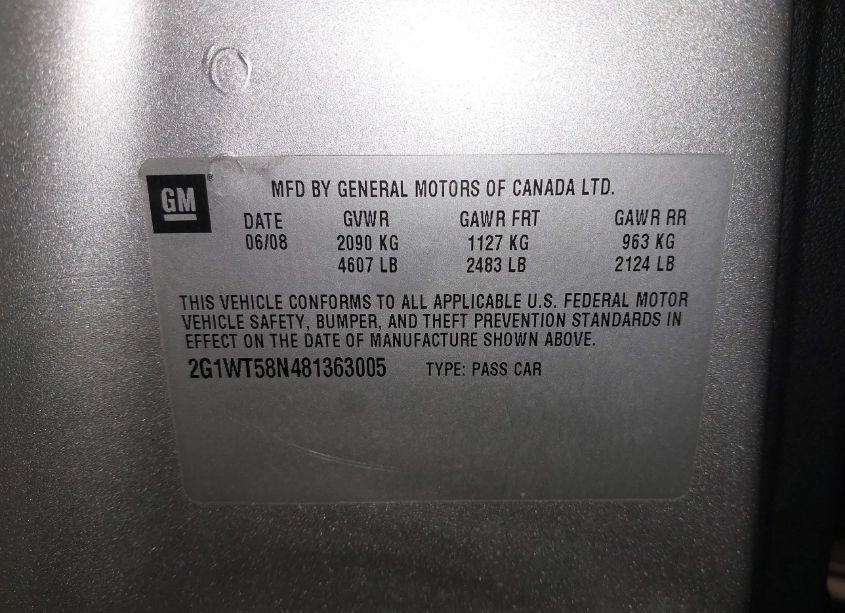 GM
MFD BY GENERAL MOTORS OF CANADA LTD.
DATE GVWR GAWR FRT GAWR RR
06/08 2090 KG 1127 KG 963 KG
4607 LB 2483 LB 2124 LB
THIS VEHICLE CONFORMS TO ALL APPLICABLE U.S. FEDERAL MOTOR
VEHICLE SAFETY, BUMPER, AND THEFT PREVENTION STANDARDS IN
EFFECT ON THE DATE OF MANUFACTURE SHOWN ABOVE.
2G1WT58N481363005 TYPE: PASS CAR